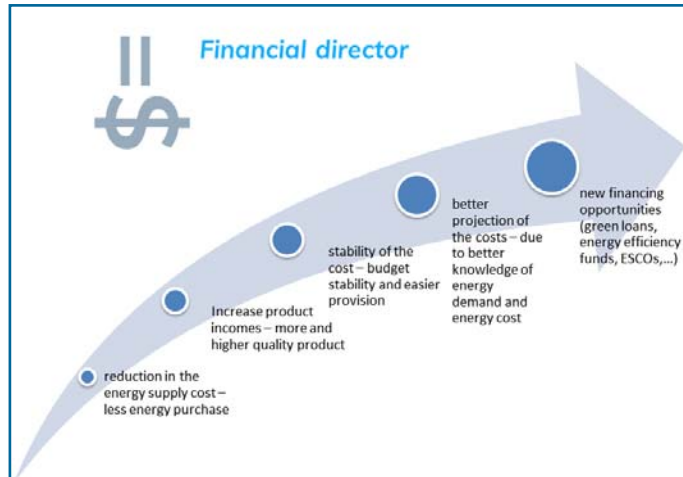 Financial director
$=
new financing
opportunities
(green loans,
energy efficiency
funds, ESCOs,...)
better
projection of
the costs – due
to better
knowledge of
energy
demand and
energy cost
stability of the
cost – budget
stability and easier
provision
Increase product
incomes – more and
higher quality product
reduction in the
energy supply cost –
less energy purchase